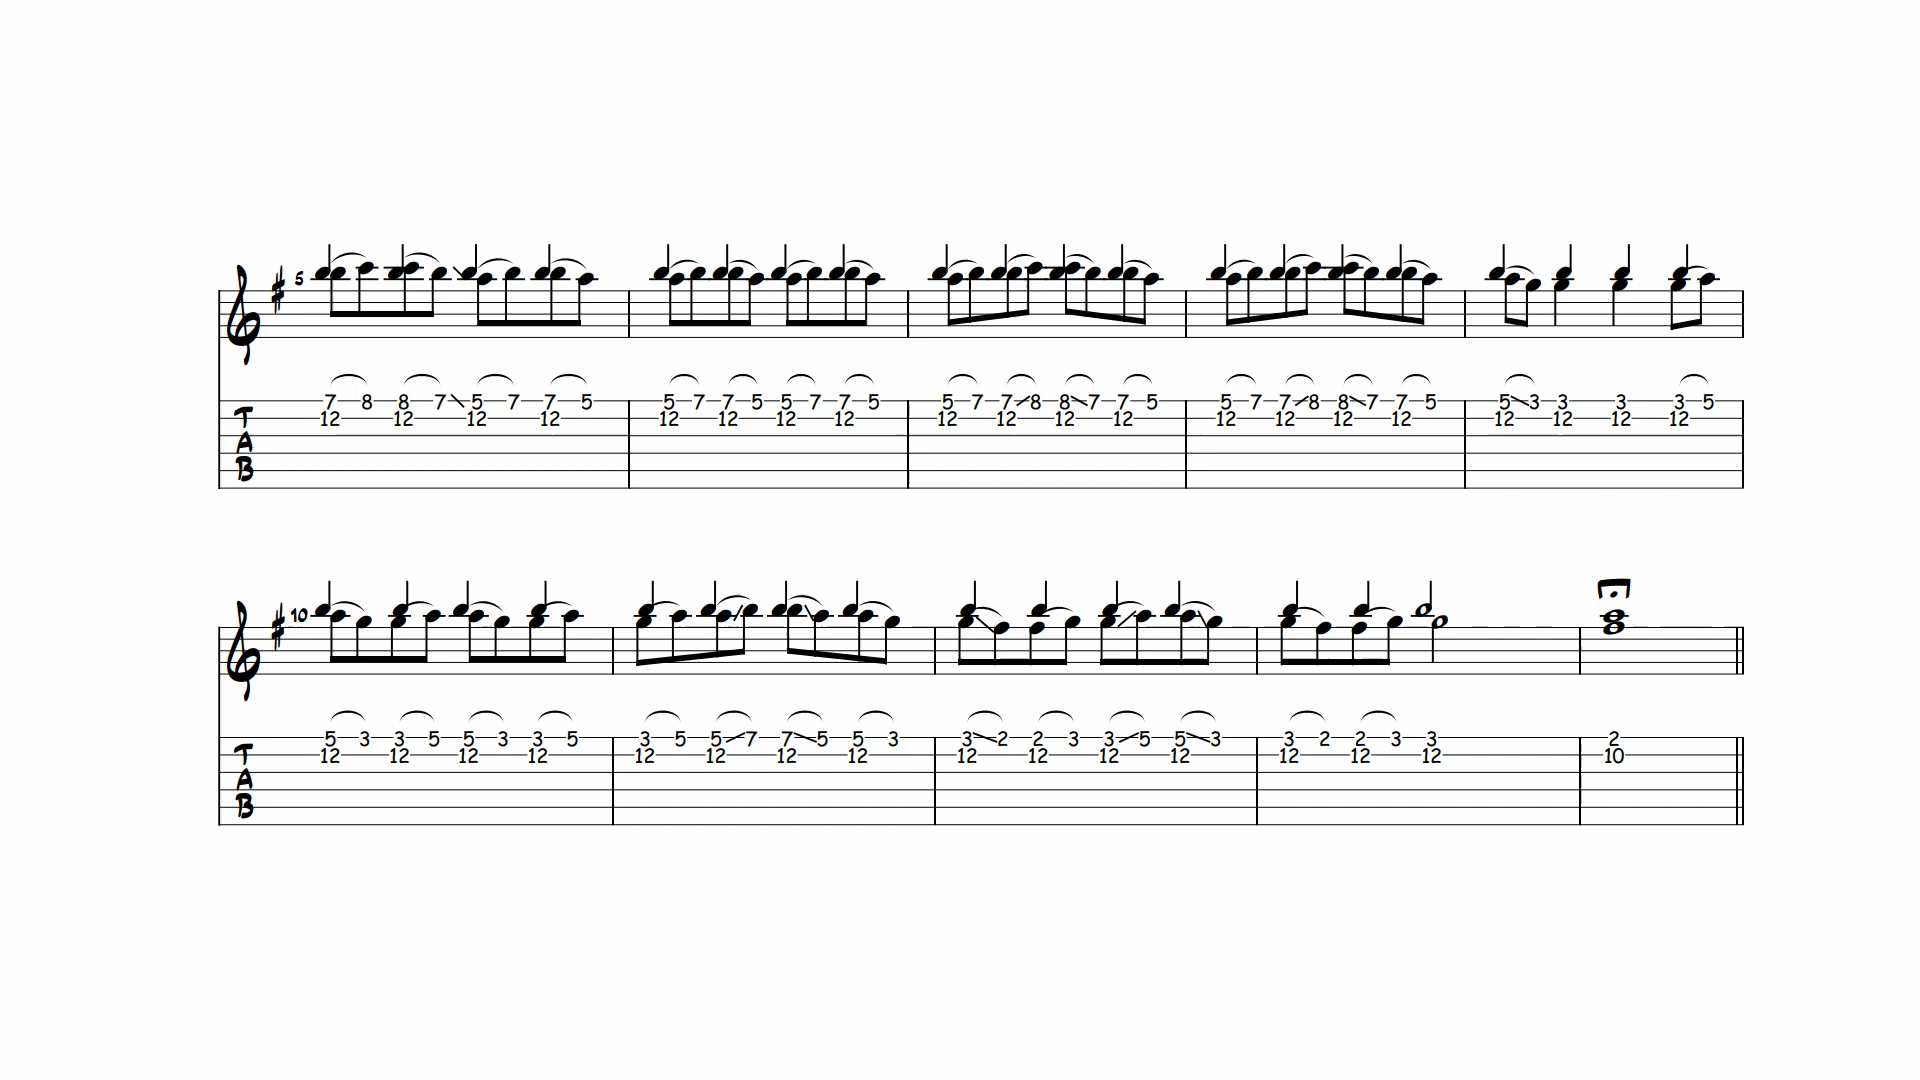 5
7 8 8 7 5 7 7 5 5 7 7 5 5 7 7 5 5 7 7 8 8 7 7 5 5 7 7 8 8 7 7 5 5 3 3 3 3 5
T 12 12 12 12 12 12 12 12 12 12 12 12 12 12 12 12 12 12 12 12
A
B
10
5 3 3 5 5 3 3 5 3 5 5 7 7 5 5 3 3 2 2 3 3 5 5 3 3 2 2 3 3 2
T 12 12 12 12 12 12 12 12 12 12 12 12 12 12 12 10
A
B